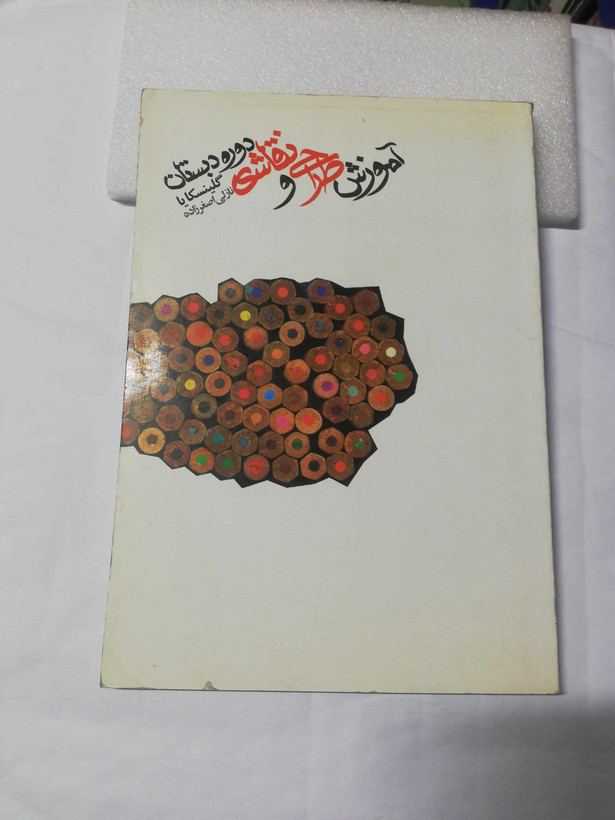 آموزش طراحی و نقاشی دوره دبستان
گلینسکایا
نازلی اصغرزاده